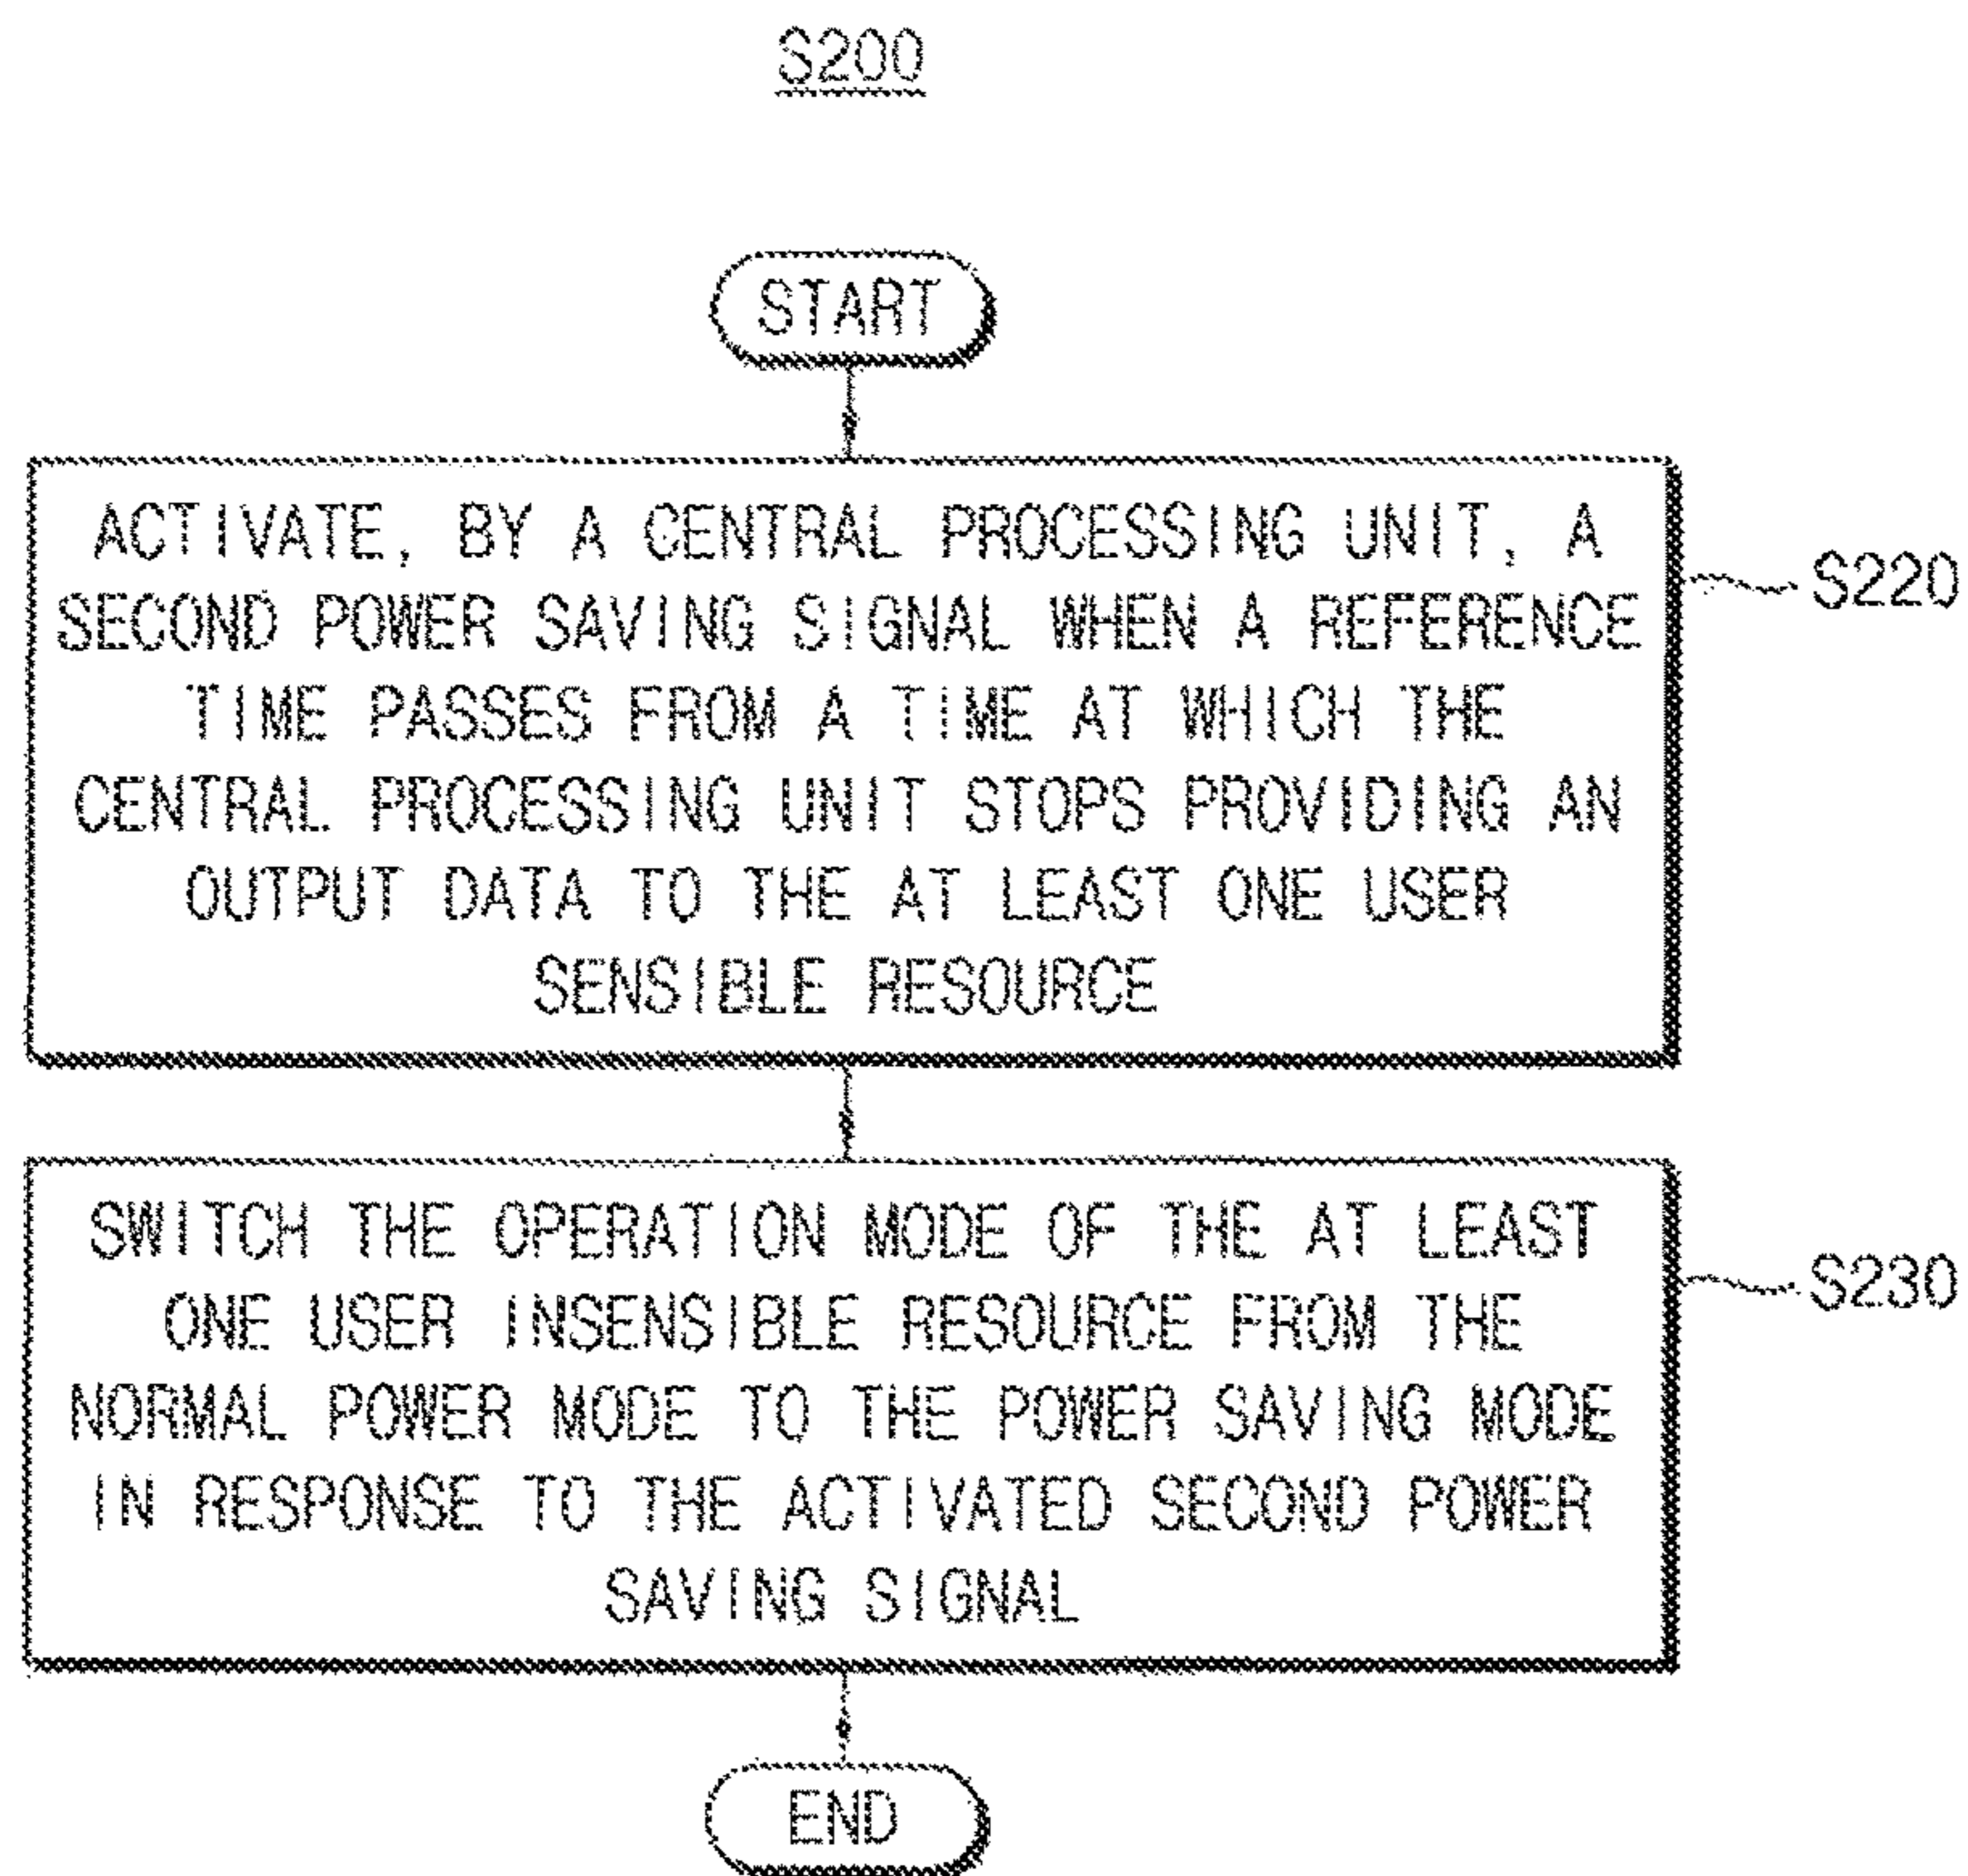 S200
START
ACTIVATE, BY A CENTRAL PROCESSING UNIT, A
SECOND POWER SAVING SIGNAL WHEN A REFERENCE
TIME PASSES FROM A TIME AT WHICH THE
CENTRAL PROCESSING UNIT STOPS PROVIDING AN
OUTPUT DATA TO THE AT LEAST ONE USER
SENSIBLE RESOURCE
S220
SWITCH THE OPERATION MODE OF THE AT LEAST
ONE USER INSENSIBLE RESOURCE FROM THE
NORMAL POWER MODE TO THE POWER SAVING MODE
IN RESPONSE TO THE ACTIVATED SECOND POWER
SAVING SIGNAL
S230
END